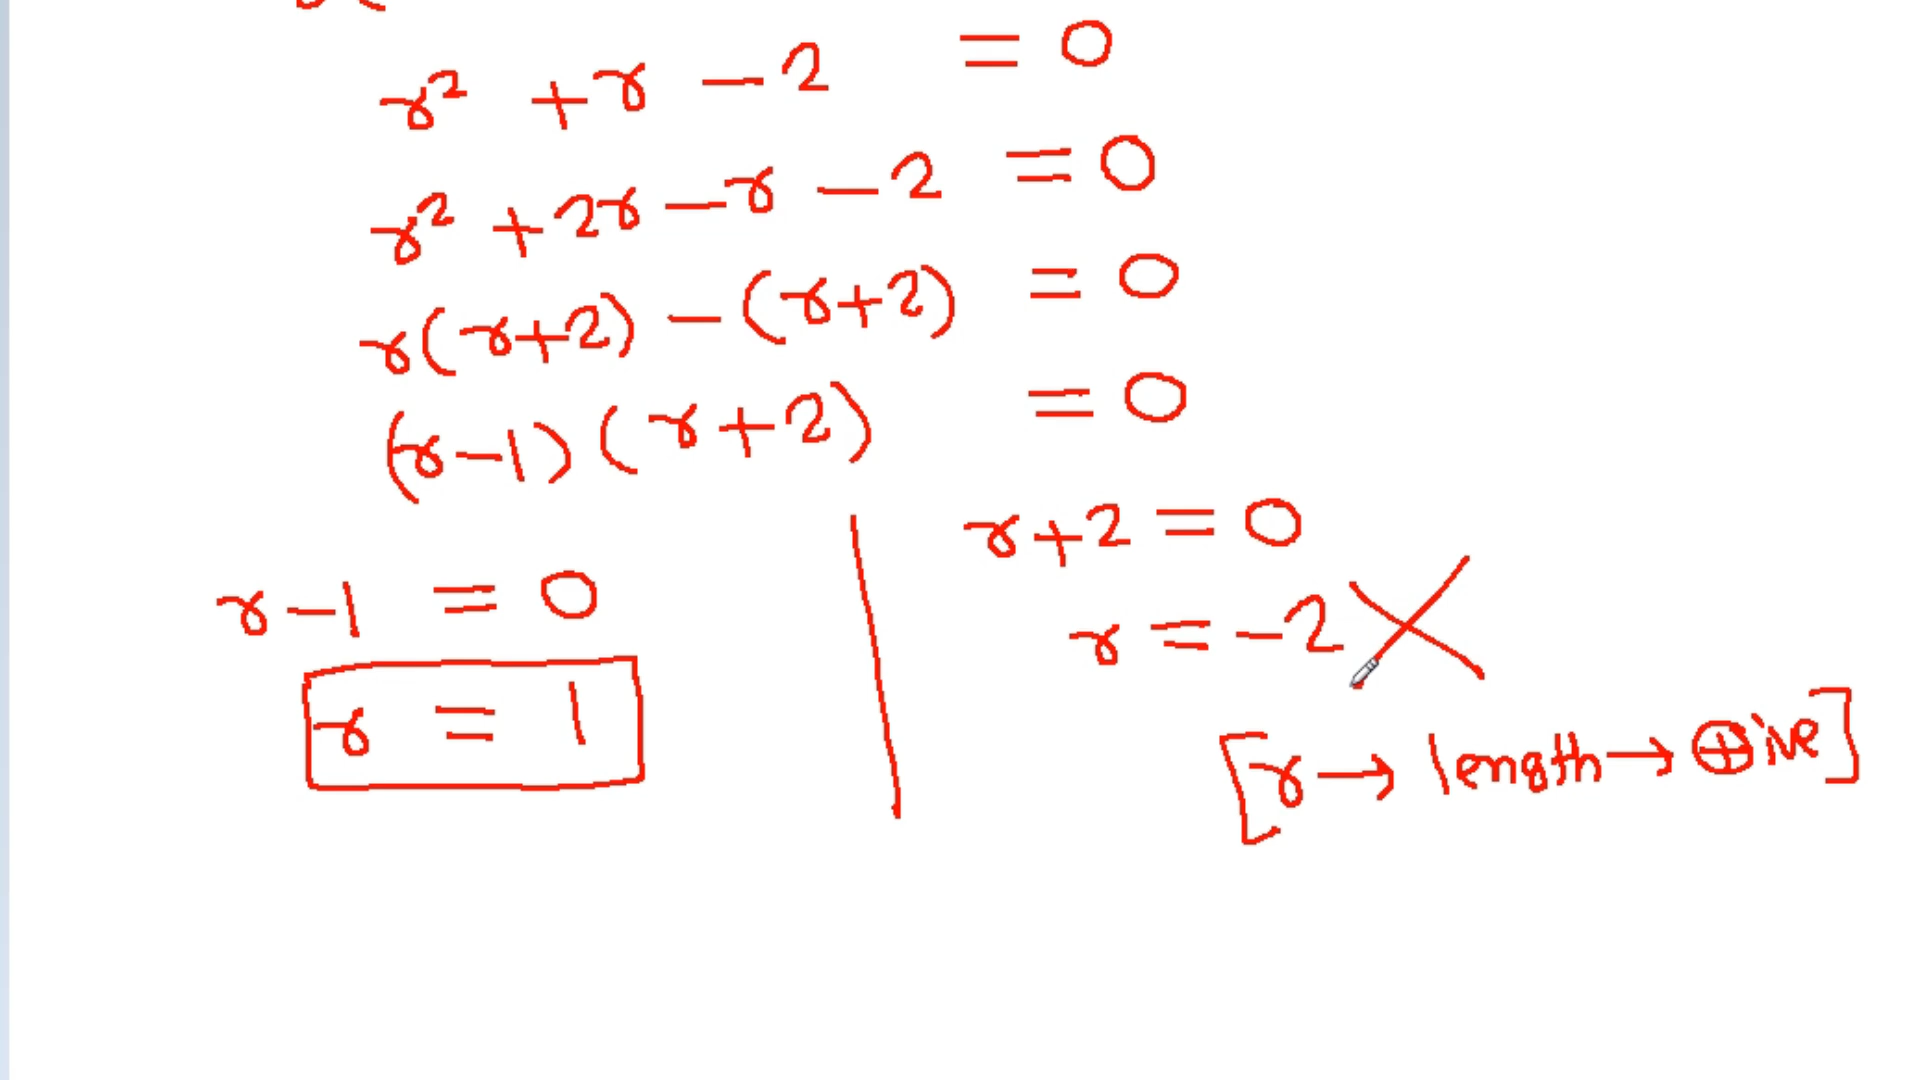 r² + r - 2 = 0
r² + 2r - r - 2 = 0
r(r+2) - (r+2) = 0
(r-1)(r+2) = 0
r-1 = 0
r = 1
r+2 = 0
r = -2
[r → length → ⊕ive]